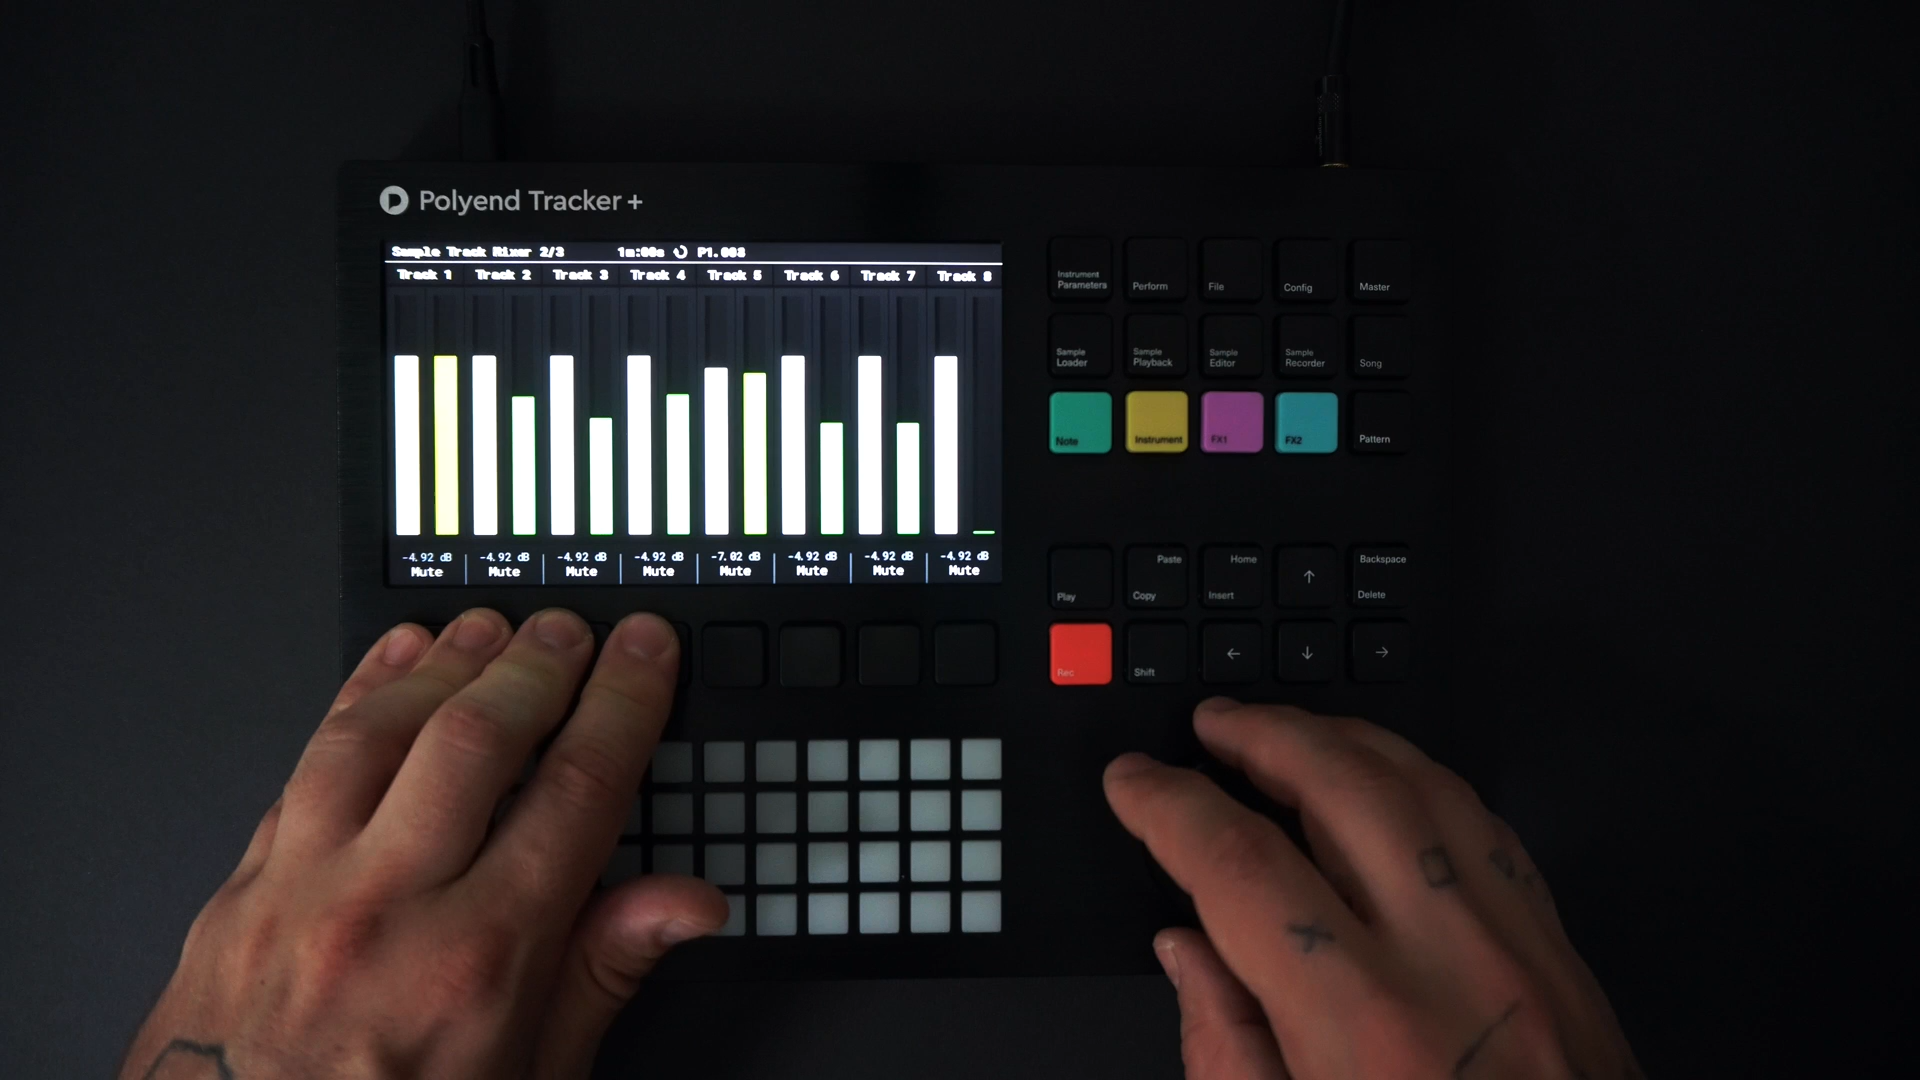 Polyend Tracker+
Sample Track Mixer 2/3 1m:00s P1.003
Track 1 Track 2 Track 3 Track 4 Track 5 Track 6 Track 7 Track 8
-4.92 dB -4.92 dB -4.92 dB -4.92 dB -7.02 dB -4.92 dB -4.92 dB -4.92 dB
Mute Mute Mute Mute Mute Mute Mute Mute
Instrument Parameters Perform File Config Master
Sample Loader Sample Playback Sample Editor Sample Recorder Song
Note Instrument FX1 FX2 Pattern
Paste Home ↑ Backspace
Play Copy Insert Delete
← ↓ →
Rec Shift